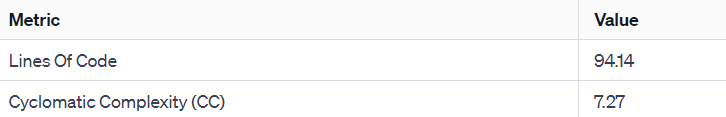 Metric Value
Lines Of Code 94.14
Cyclomatic Complexity (CC) 7.27